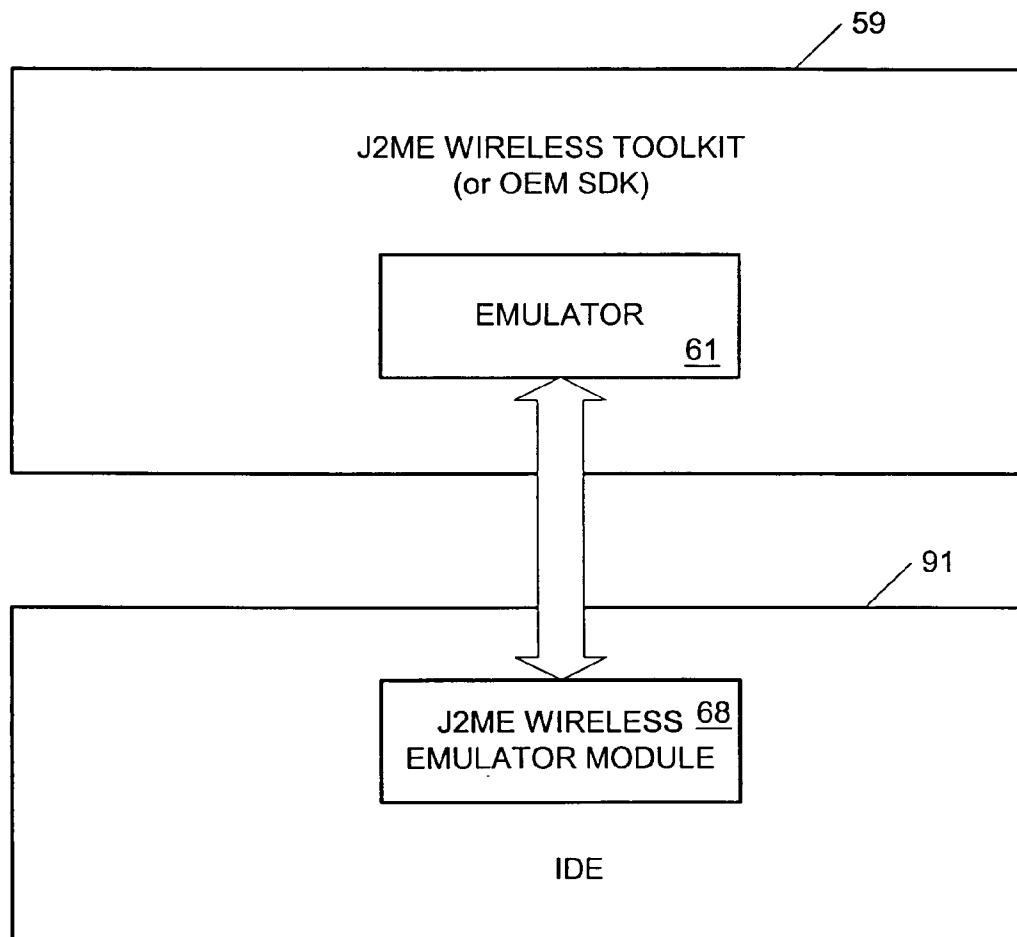 59
J2ME WIRELESS TOOLKIT
(or OEM SDK)
EMULATOR
61
91
J2ME WIRELESS 68
EMULATOR MODULE
IDE